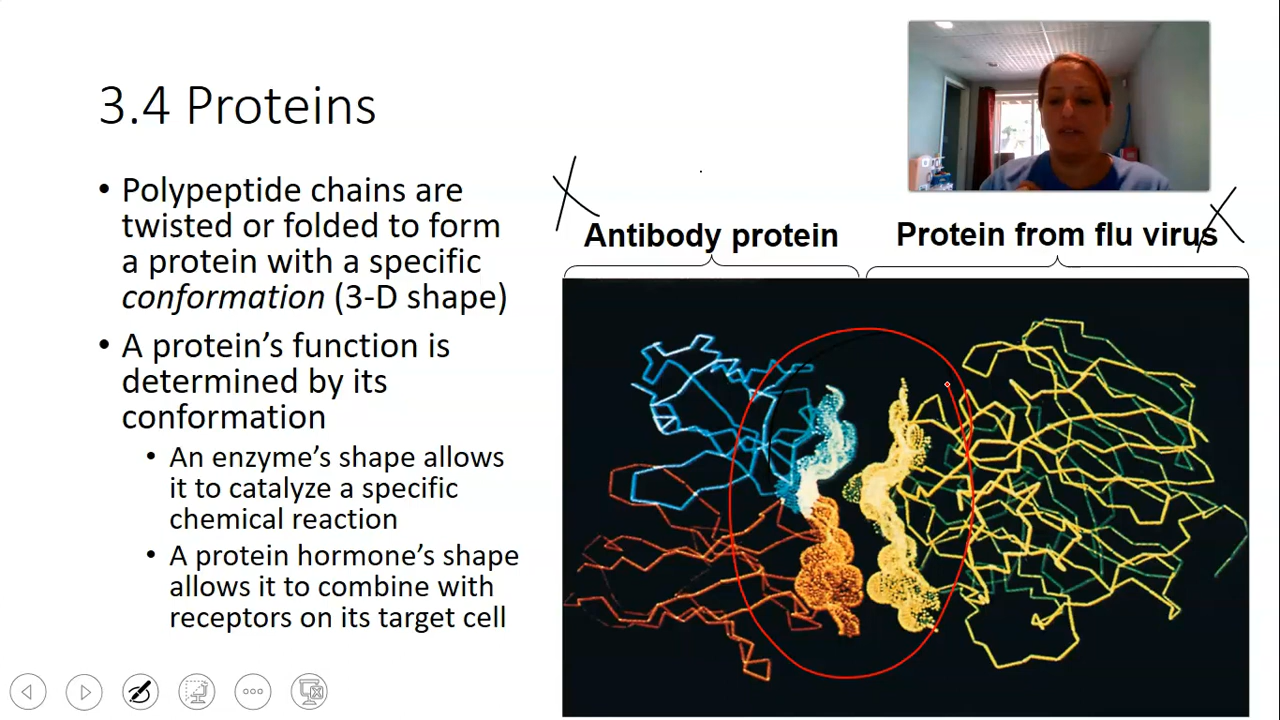 3.4 Proteins
• Polypeptide chains are
twisted or folded to form
a protein with a specific
conformation (3-D shape)
• A protein’s function is
determined by its
conformation
• An enzyme’s shape allows
it to catalyze a specific
chemical reaction
• A protein hormone’s shape
allows it to combine with
receptors on its target cell
Antibody protein
Protein from flu virus